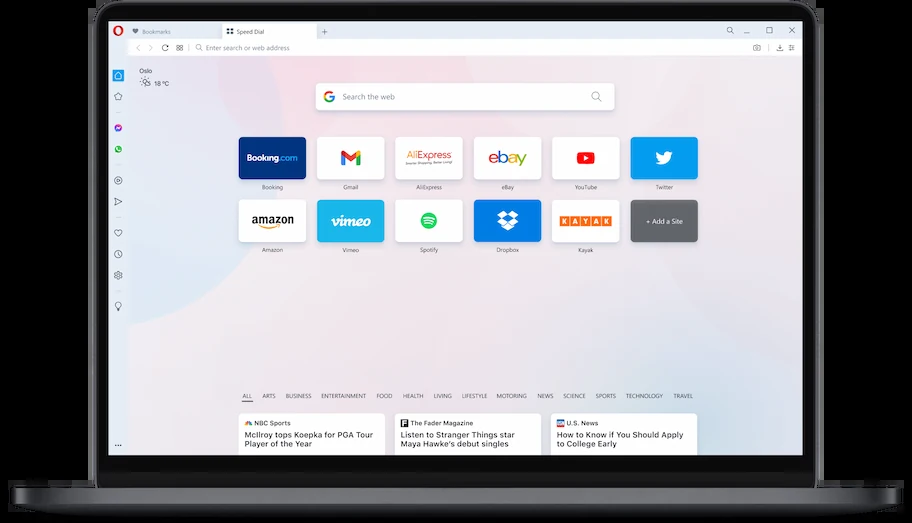 Bookmarks
Speed Dial
Enter search or web address
Oslo
18 °C
Search the web
Booking.com
AliExpress
Smarter Shopping, Better Living!
ebay
Booking
Gmail
AliExpress
eBay
YouTube
Twitter
amazon
vimeo
KAYAK
+ Add a Site
Amazon
Vimeo
Spotify
Dropbox
Kayak
ALL ARTS BUSINESS ENTERTAINMENT FOOD HEALTH LIVING LIFESTYLE MOTORING NEWS SCIENCE SPORTS TECHNOLOGY TRAVEL
NBC Sports
McIlroy tops Koepka for PGA Tour
Player of the Year
The Fader Magazine
Listen to Stranger Things star
Maya Hawke's debut singles
U.S. News
How to Know if You Should Apply
to College Early